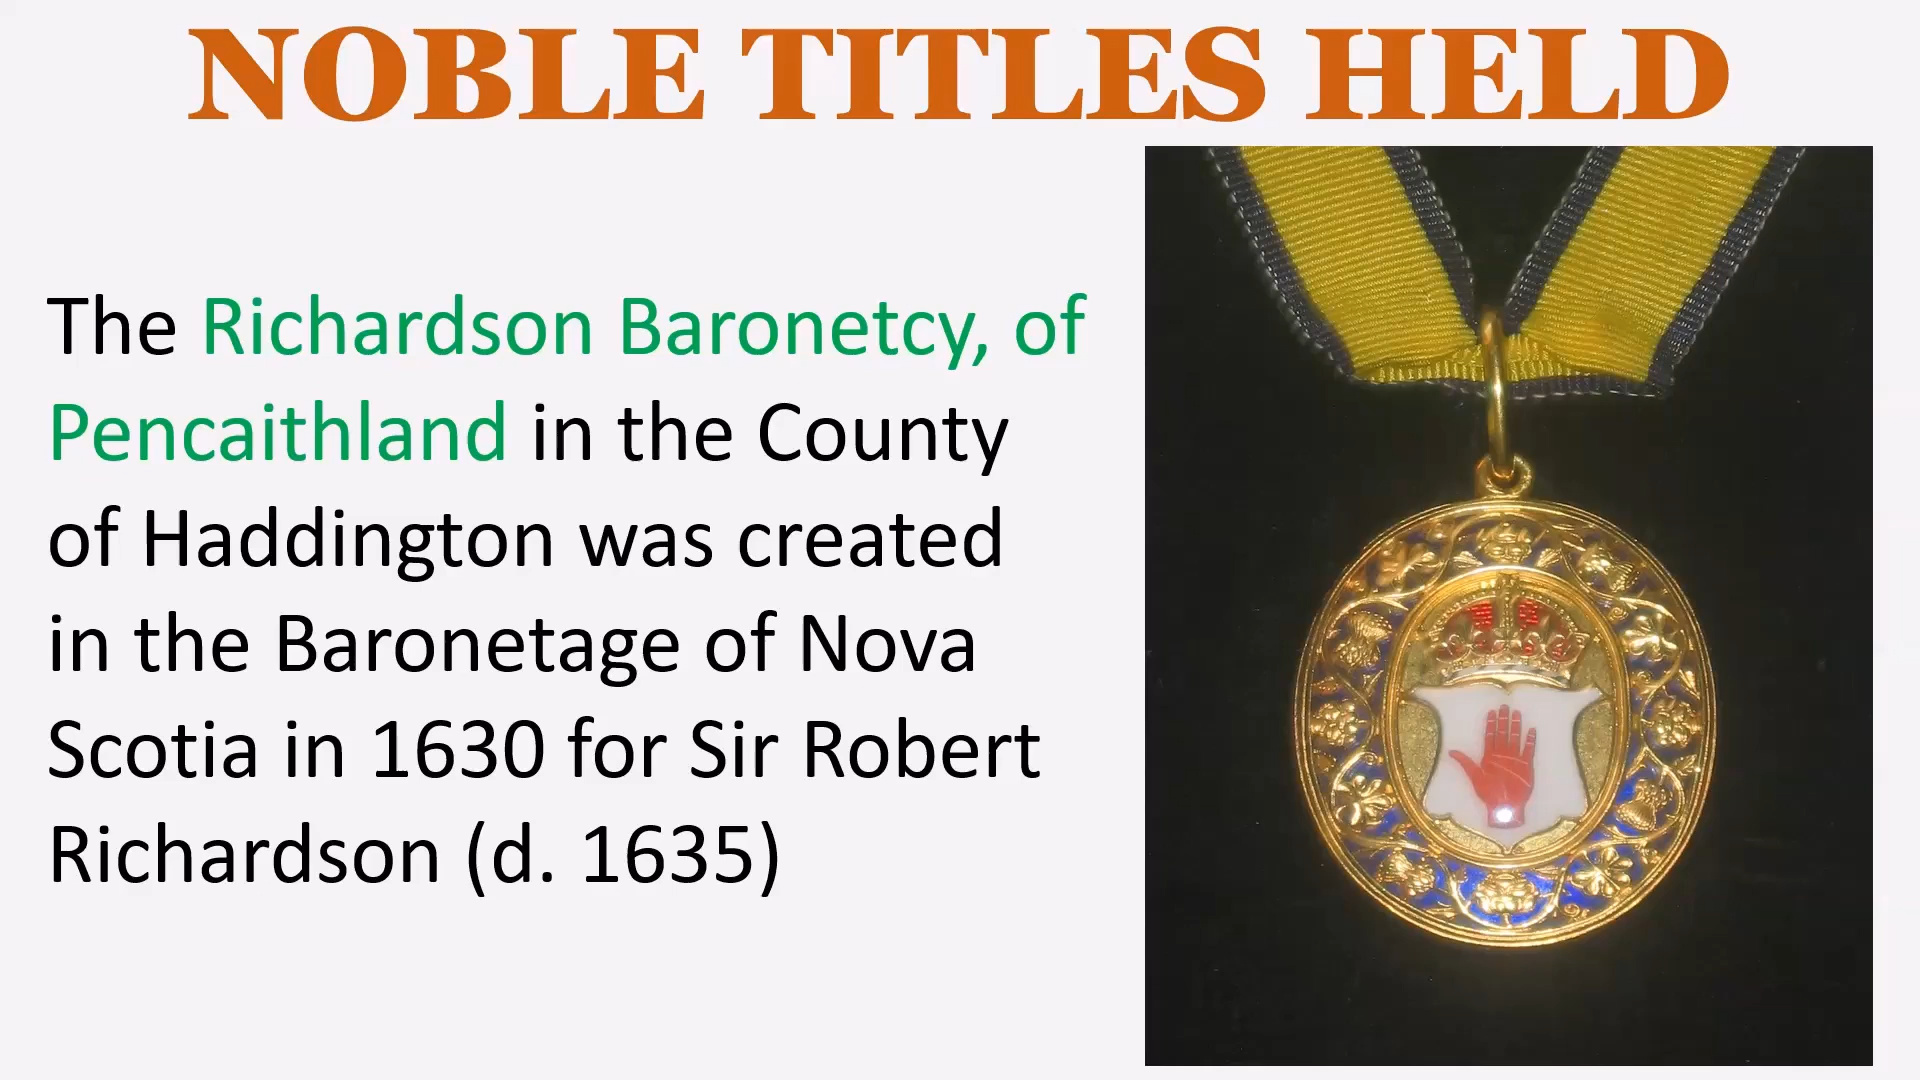 NOBLE TITLES HELD
The Richardson Baronetcy, of
Pencaithland in the County
of Haddington was created
in the Baronetage of Nova
Scotia in 1630 for Sir Robert
Richardson (d. 1635)